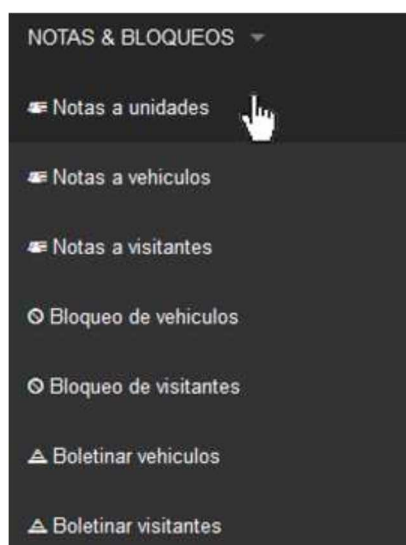 NOTAS & BLOQUEOS
Notas a unidades
Notas a vehiculos
Notas a visitantes
Bloqueo de vehiculos
Bloqueo de visitantes
Boletinar vehiculos
Boletinar visitantes